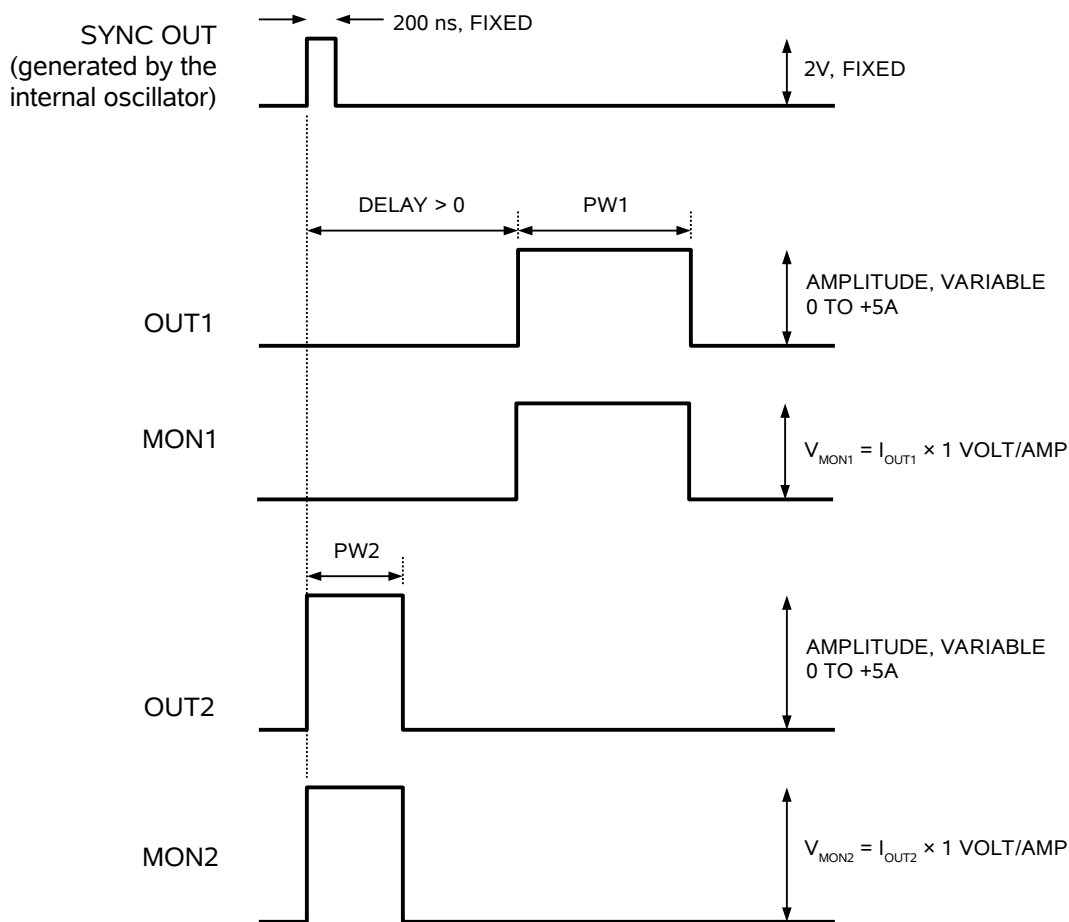 200 ns, FIXED
SYNC OUT
(generated by the
internal oscillator)
2V, FIXED
DELAY > 0
PW1
AMPLITUDE, VARIABLE
0 TO +5A
OUT1
MON1
V_MON1 = I_OUT1 × 1 VOLT/AMP
PW2
AMPLITUDE, VARIABLE
0 TO +5A
OUT2
MON2
V_MON2 = I_OUT2 × 1 VOLT/AMP